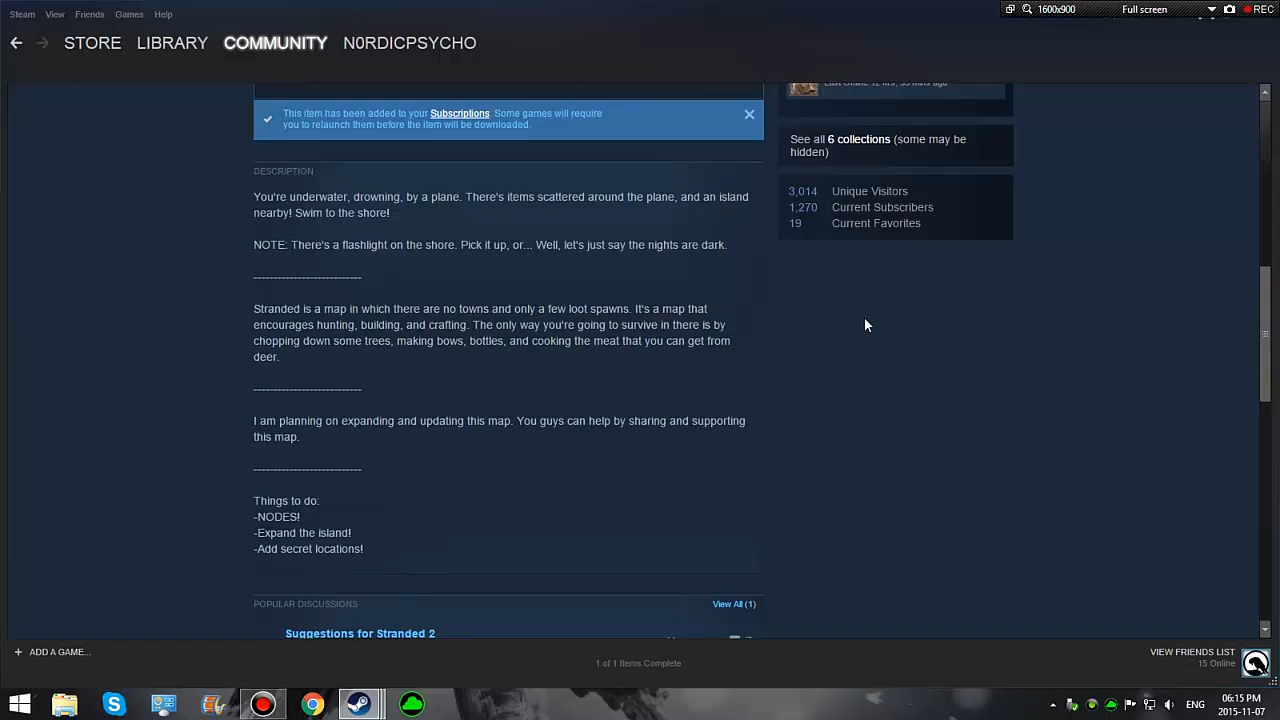 Steam View Friends Games Help
1600x900 Full screen REC
STORE LIBRARY COMMUNITY N0RDICPSYCHO
This item has been added to your Subscriptions. Some games will require
you to relaunch them before the item will be downloaded.
DESCRIPTION
You're underwater, drowning, by a plane. There's items scattered around the plane, and an island
nearby! Swim to the shore!
NOTE: There's a flashlight on the shore. Pick it up, or... Well, let's just say the nights are dark.
---------------------------
Stranded is a map in which there are no towns and only a few loot spawns. It's a map that
encourages hunting, building, and crafting. The only way you're going to survive in there is by
chopping down some trees, making bows, bottles, and cooking the meat that you can get from
deer.
---------------------------
I am planning on expanding and updating this map. You guys can help by sharing and supporting
this map.
---------------------------
Things to do:
-NODES!
-Expand the island!
-Add secret locations!
POPULAR DISCUSSIONS View All (1)
Suggestions for Stranded 2
See all 6 collections (some may be
hidden)
3,014 Unique Visitors
1,270 Current Subscribers
19 Current Favorites
+ ADD A GAME...
1 of 1 Items Complete
VIEW FRIENDS LIST
15 Online
ENG
06:15 PM
2015-11-07